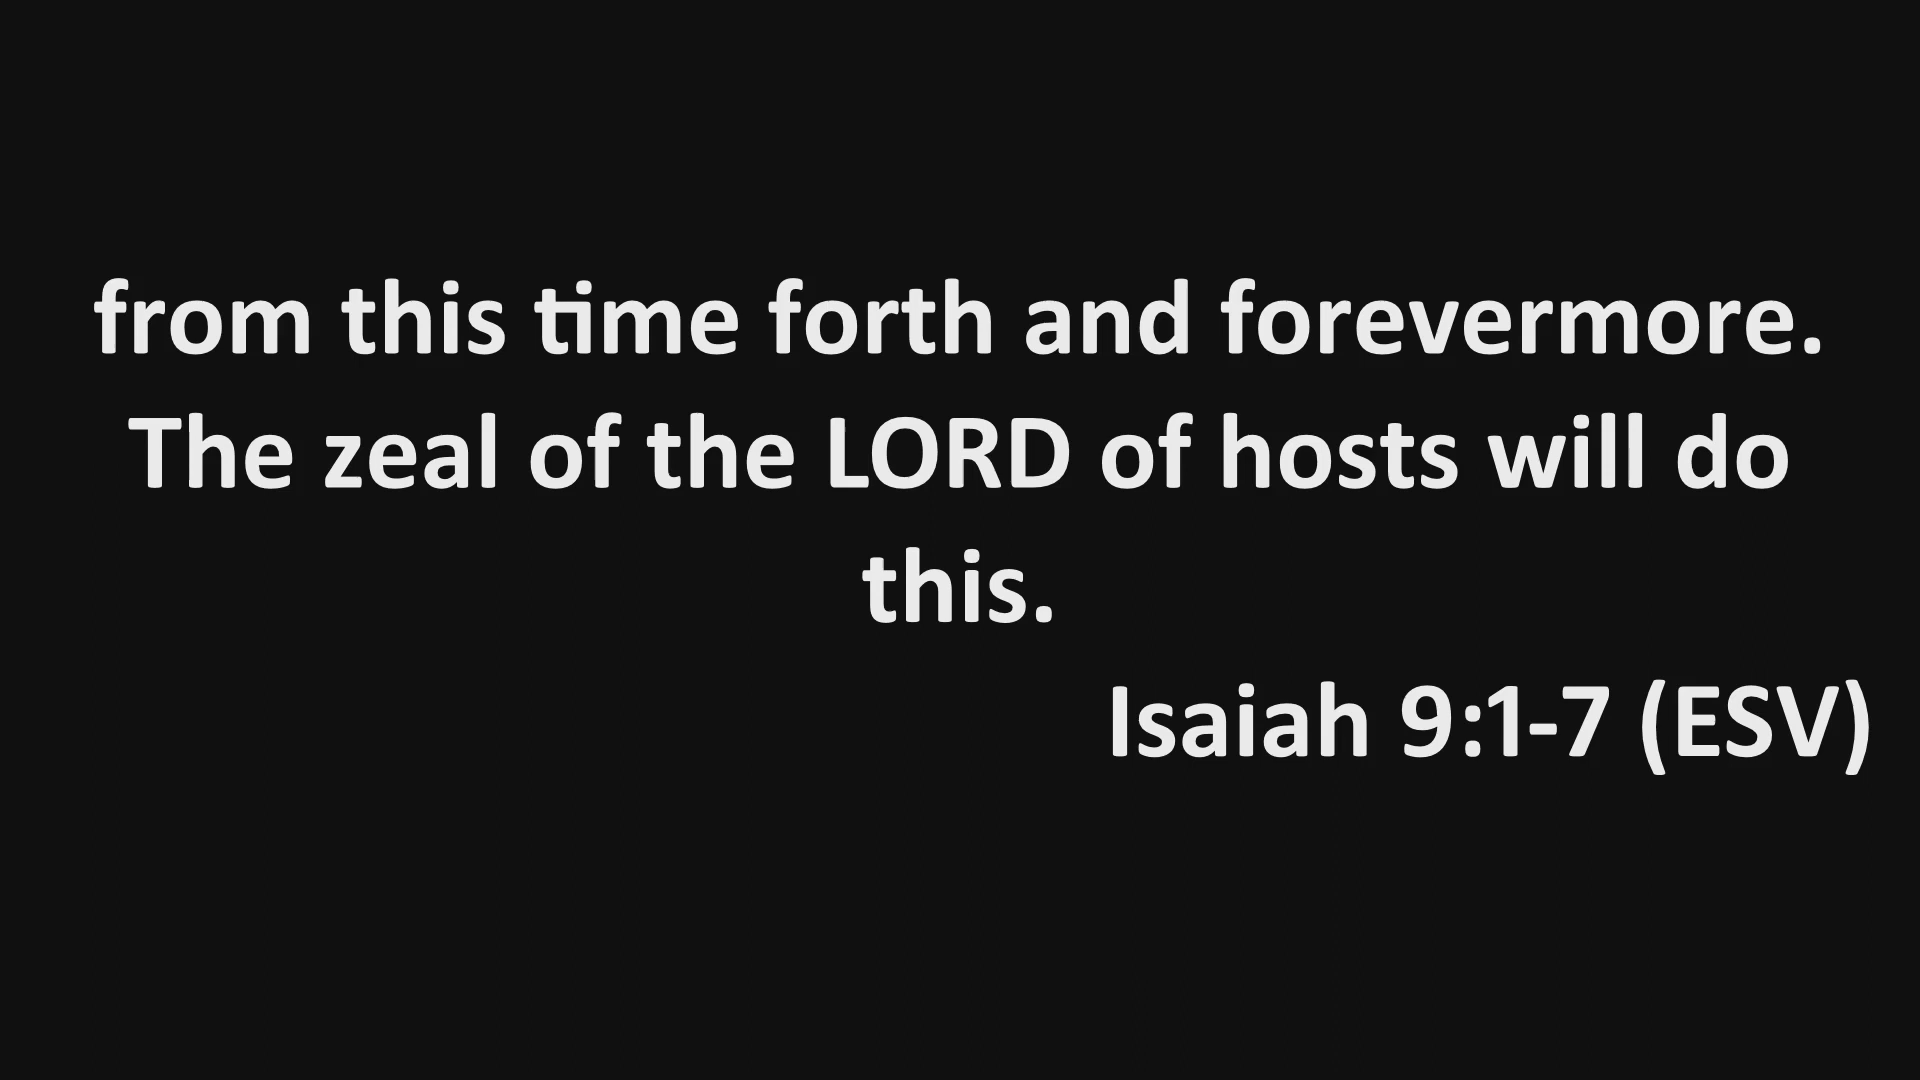 from this time forth and forevermore.
The zeal of the LORD of hosts will do
this.
Isaiah 9:1-7 (ESV)